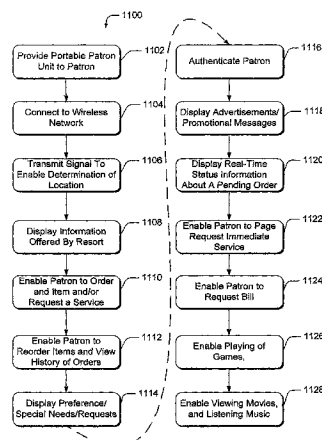 1100
Provide Portable Patron
Unit to Patron
1102
Connect to Wireless
Network
1104
Transmit Signal To
Enable Determination of
Location
1106
Display Information
Offered By Resort
1108
Enable Patron to Order
and Item and/or
Request a Service
1110
Enable Patron to
Reorder Items and View
History of Orders
1112
Display Preference/
Special Needs/Requests
1114
Authenticate Patron
1116
Display Advertisements/
Promotional Messages
1118
Display Real-Time
Status Information
About A Pending Order
1120
Enable Patron to Page
Request Immediate
Service
1122
Enable Patron to
Request Bill
1124
Enable Playing of
Games,
1126
Enable Viewing Movies,
and Listening Music
1128